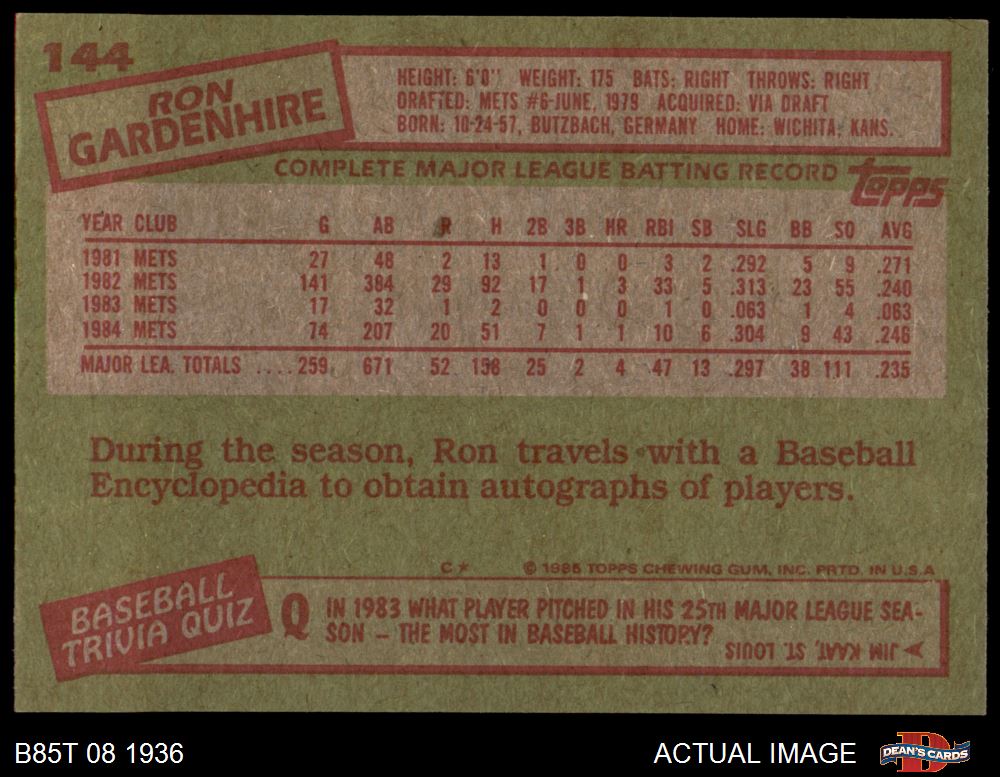 144
RON
GARDENHIRE
HEIGHT: 6'0" WEIGHT: 175 BATS: RIGHT THROWS: RIGHT
DRAFTED: METS #6-JUNE, 1979 ACQUIRED: VIA DRAFT
BORN: 10-24-57, BUTZBACH, GERMANY HOME: WICHITA, KANS.
COMPLETE MAJOR LEAGUE BATTING RECORD
Topps
YEAR CLUB G AB R H 2B 3B HR RBI SB SLG BB SO AVG
1981 METS 27 48 2 13 1 0 0 3 2 .292 5 9 .271
1982 METS 141 384 29 92 17 1 3 33 5 .313 23 55 .240
1983 METS 17 32 1 2 0 0 0 1 0 .063 1 4 .063
1984 METS 74 207 20 51 7 1 1 10 6 .304 9 43 .246
MAJOR LEA. TOTALS .... 259 671 52 158 25 2 4 47 13 .297 38 111 .235
During the season, Ron travels with a Baseball
Encyclopedia to obtain autographs of players.
C* © 1985 TOPPS CHEWING GUM, INC. PRTD. IN U.S.A
BASEBALL
TRIVIA QUIZ
Q IN 1983 WHAT PLAYER PITCHED IN HIS 25TH MAJOR LEAGUE SEA-
SON – THE MOST IN BASEBALL HISTORY?
A JIM KAAT, ST. LOUIS
B85T 08 1936
ACTUAL IMAGE
D
DEAN'S CARDS